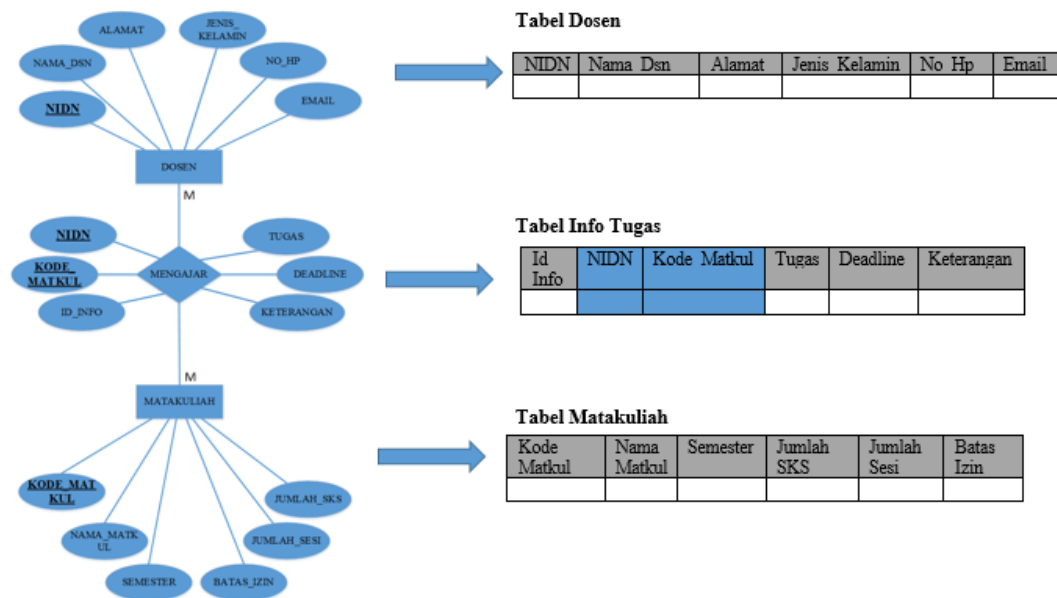 ALAMAT
JENIS_
KELAMIN
NAMA_DSN
NO_HP
NIDN
EMAIL
DOSEN
M
NIDN
TUGAS
KODE_
MATKUL
MENGAJAR
DEADLINE
ID_INFO
KETERANGAN
M
MATAKULIAH
KODE_MAT
KUL
JUMLAH_SKS
NAMA_MATK
UL
JUMLAH_SESI
SEMESTER
BATAS_IZIN
Tabel Dosen
NIDN Nama Dsn Alamat Jenis Kelamin No Hp Email
Tabel Info Tugas
Id NIDN Kode Matkul Tugas Deadline Keterangan
Info
Tabel Matakuliah
Kode Nama Semester Jumlah Jumlah Batas
Matkul Matkul SKS Sesi Izin